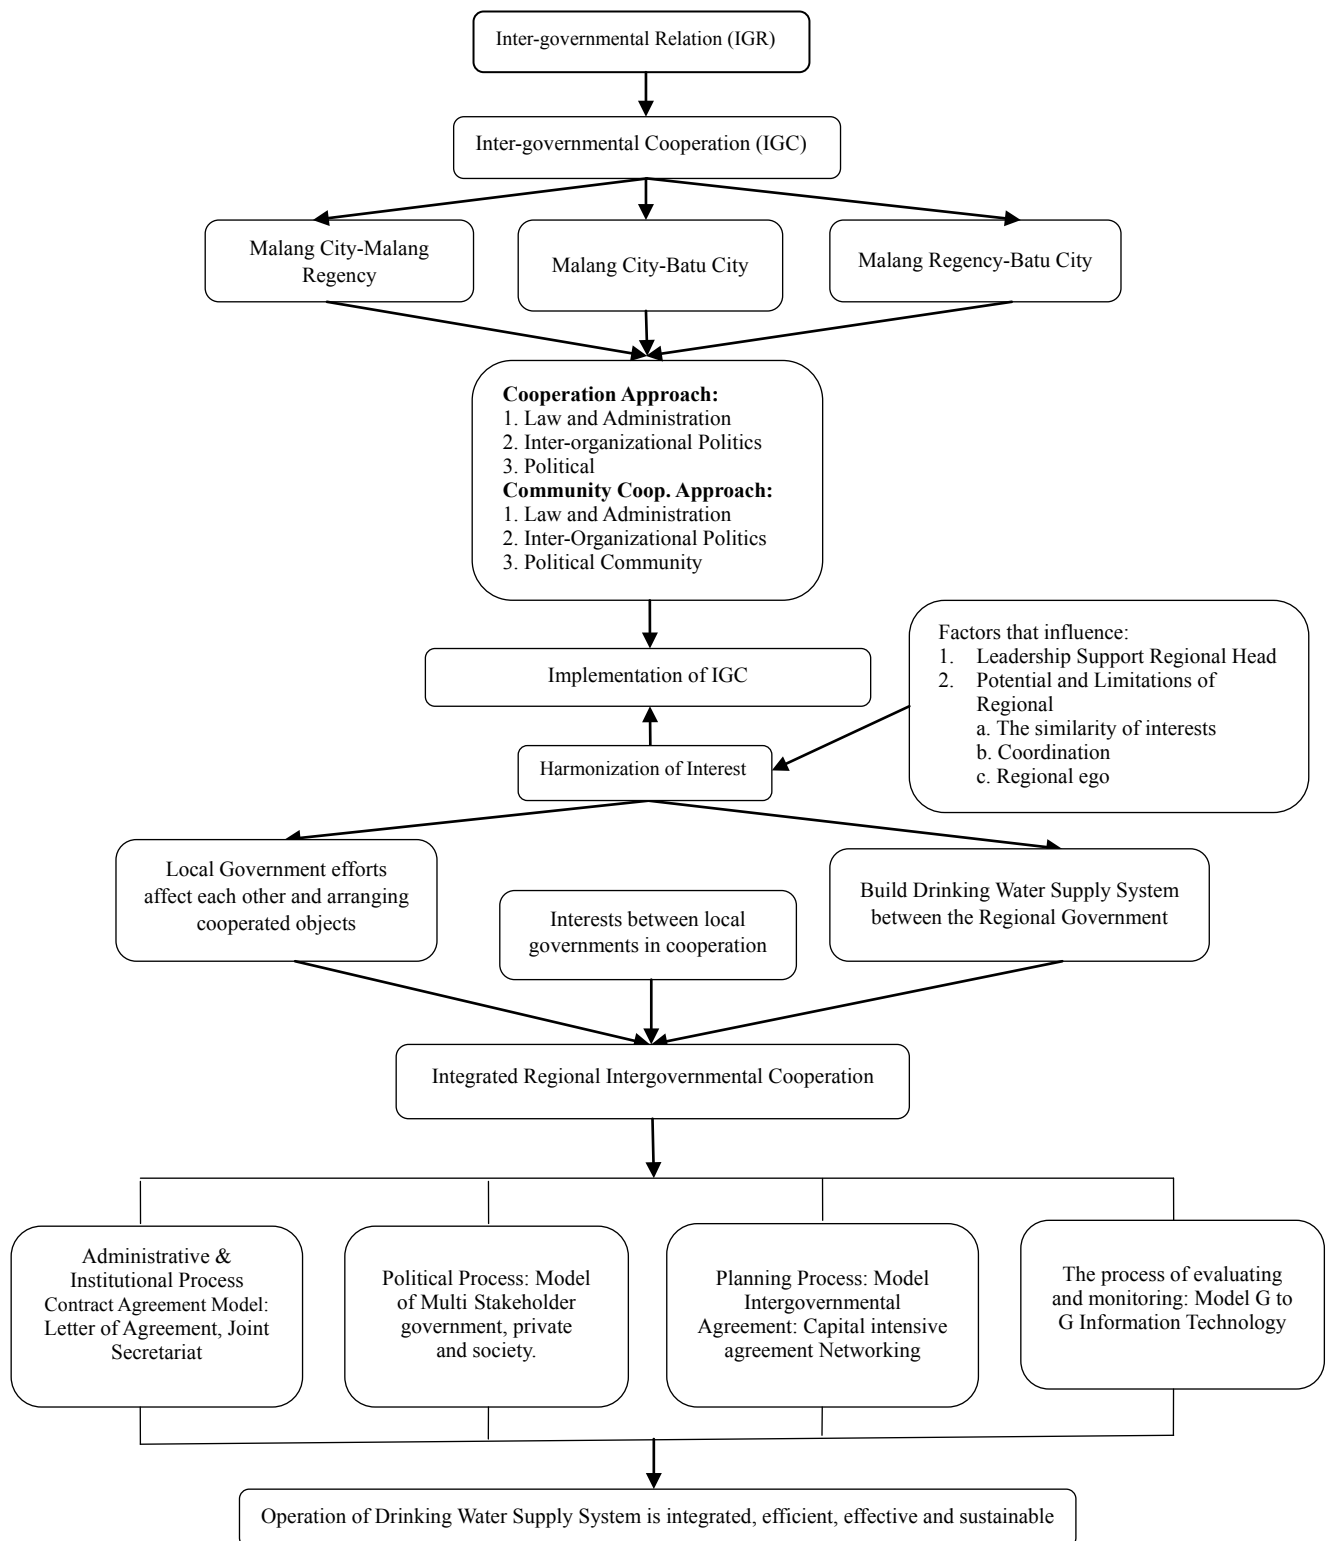 Inter-governmental Relation (IGR)
Inter-governmental Cooperation (IGC)
Malang City-Malang
Regency
Malang City-Batu City
Malang Regency-Batu City
Cooperation Approach:
1. Law and Administration
2. Inter-organizational Politics
3. Political
Community Coop. Approach:
1. Law and Administration
2. Inter-Organizational Politics
3. Political Community
Factors that influence:
1. Leadership Support Regional Head
2. Potential and Limitations of
Regional
a. The similarity of interests
b. Coordination
c. Regional ego
Implementation of IGC
Harmonization of Interest
Local Government efforts
affect each other and arranging
cooperated objects
Interests between local
governments in cooperation
Build Drinking Water Supply System
between the Regional Government
Integrated Regional Intergovernmental Cooperation
Administrative &
Institutional Process
Contract Agreement Model:
Letter of Agreement, Joint
Secretariat
Political Process: Model
of Multi Stakeholder
government, private
and society.
Planning Process: Model
Intergovernmental
Agreement: Capital intensive
agreement Networking
The process of evaluating
and monitoring: Model G to
G Information Technology
Operation of Drinking Water Supply System is integrated, efficient, effective and sustainable